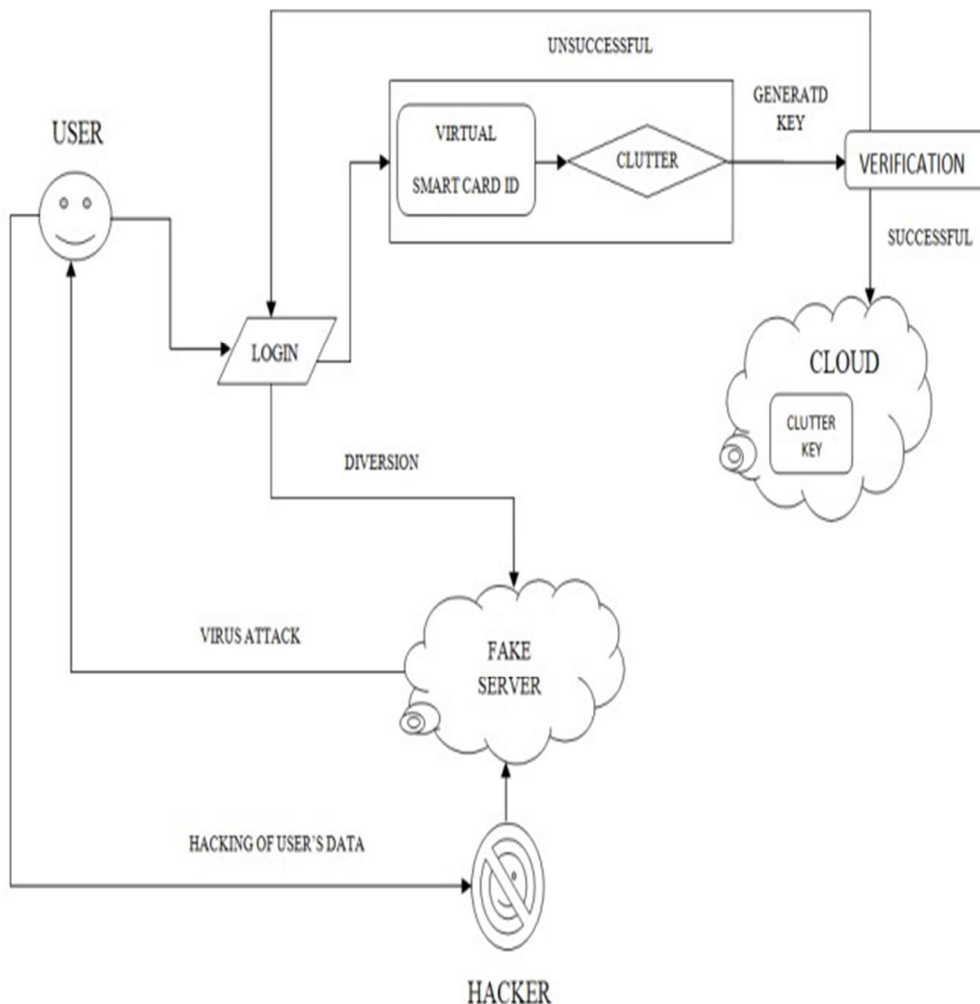 UNSUCCESSFUL
GENERATD
KEY
USER
VIRTUAL
SMART CARD ID
CLUTTER
VERIFICATION
SUCCESSFUL
LOGIN
CLOUD
CLUTTER
KEY
DIVERSION
VIRUS ATTACK
FAKE
SERVER
HACKING OF USER'S DATA
HACKER